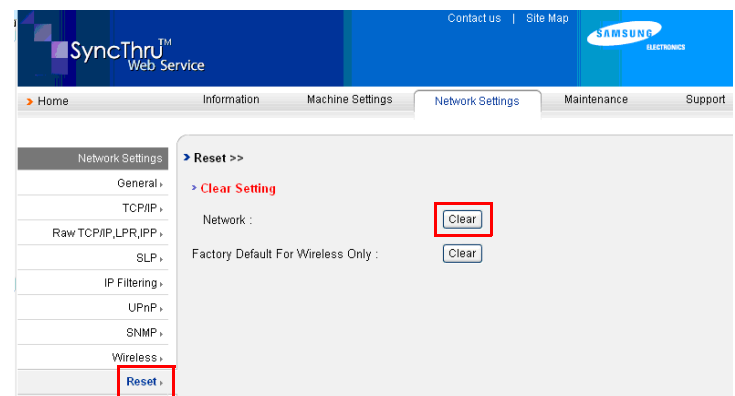 Contact us | Site Map
SAMSUNG
ELECTRONICS
SyncThru™
Web Service
Home
Information Machine Settings Network Settings Maintenance Support
Network Settings
General
TCP/IP
Raw TCP/IP,LPR,IPP
SLP
IP Filtering
UPnP
SNMP
Wireless
Reset
Reset >>
Clear Setting
Network : Clear
Factory Default For Wireless Only : Clear